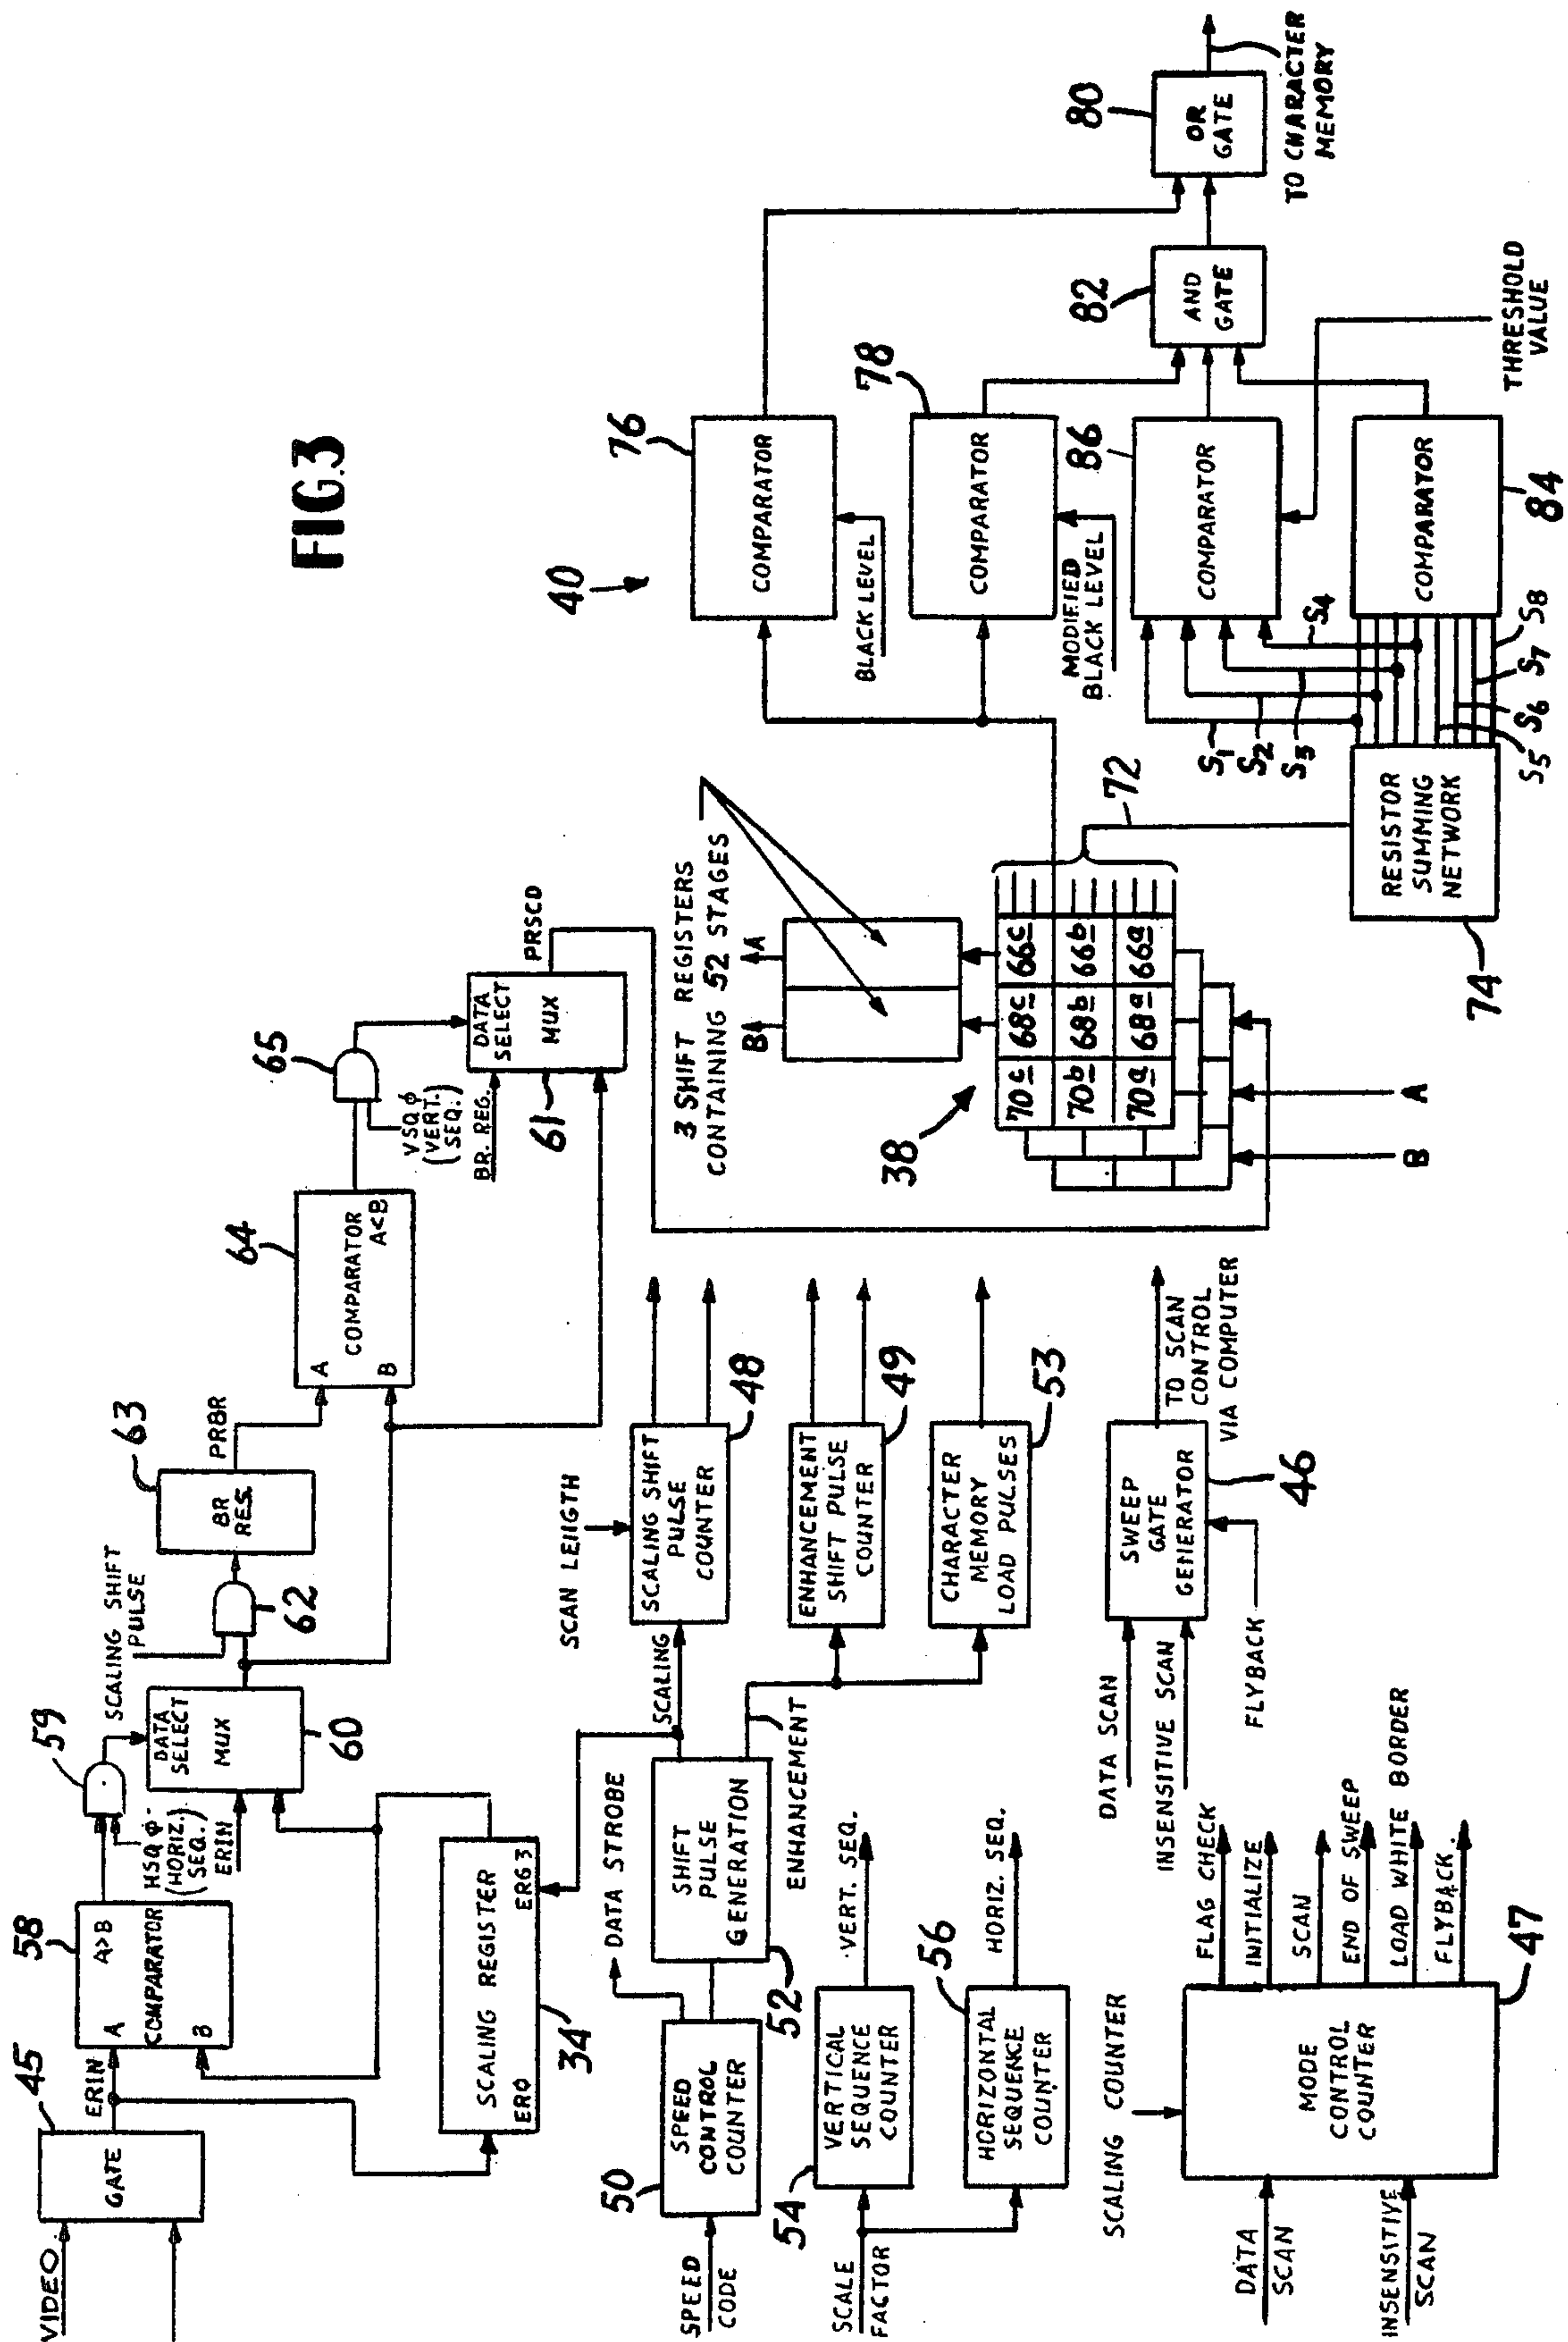 FIG.3
VIDEO
GATE
45
ERIN
58
A
A>B
COMPARATOR
B
59
HSQ φ
(HORIZ.
SEQ.)
ERIN
DATA
SELECT
MUX
60
SCALING SHIFT
PULSE
62
63
BR
RES.
PRBR
64
A
COMPARATOR
A<B
B
65
VSQ φ
(VERT.
SEQ.)
BR. REG.
DATA
SELECT
MUX
61
PRSCD
SCALING REGISTER
ERφ
ERG3
34
SPEED
CODE
50
SPEED
CONTROL
COUNTER
DATA STROBE
SHIFT
PULSE
GENERATION
52
SCALING
ENHANCEMENT
SCAN LENGTH
SCALING SHIFT
PULSE
COUNTER
48
ENHANCEMENT
SHIFT PULSE
COUNTER
49
CHARACTER
MEMORY
LOAD PULSES
53
SCALE
FACTOR
54
VERTICAL
SEQUENCE
COUNTER
VERT. SEQ.
56
HORIZONTAL
SEQUENCE
COUNTER
HORIZ. SEQ.
SCALING COUNTER
DATA
SCAN
INSENSITIVE
SCAN
MODE
CONTROL
COUNTER
47
FLAG CHECK
INITIALIZE
SCAN
END OF SWEEP
LOAD WHITE BORDER
FLYBACK.
DATA SCAN
INSENSITIVE SCAN
FLYBACK
SWEEP
GATE
GENERATOR
46
TO SCAN
CONTROL
VIA COMPUTER
3 SHIFT REGISTERS
CONTAINING 52 STAGES
B
A
38
70c 68c 66c
70b 68b 66b
70a 68a 66a
B
A
72
RESISTOR
SUMMING
NETWORK
74
S1
S2
S3
S4
S5
S6
S7
S8
40
76
COMPARATOR
BLACK LEVEL
78
COMPARATOR
MODIFIED
BLACK LEVEL
86
COMPARATOR
COMPARATOR
84
THRESHOLD
VALUE
82
AND
GATE
80
OR
GATE
TO CHARACTER
MEMORY